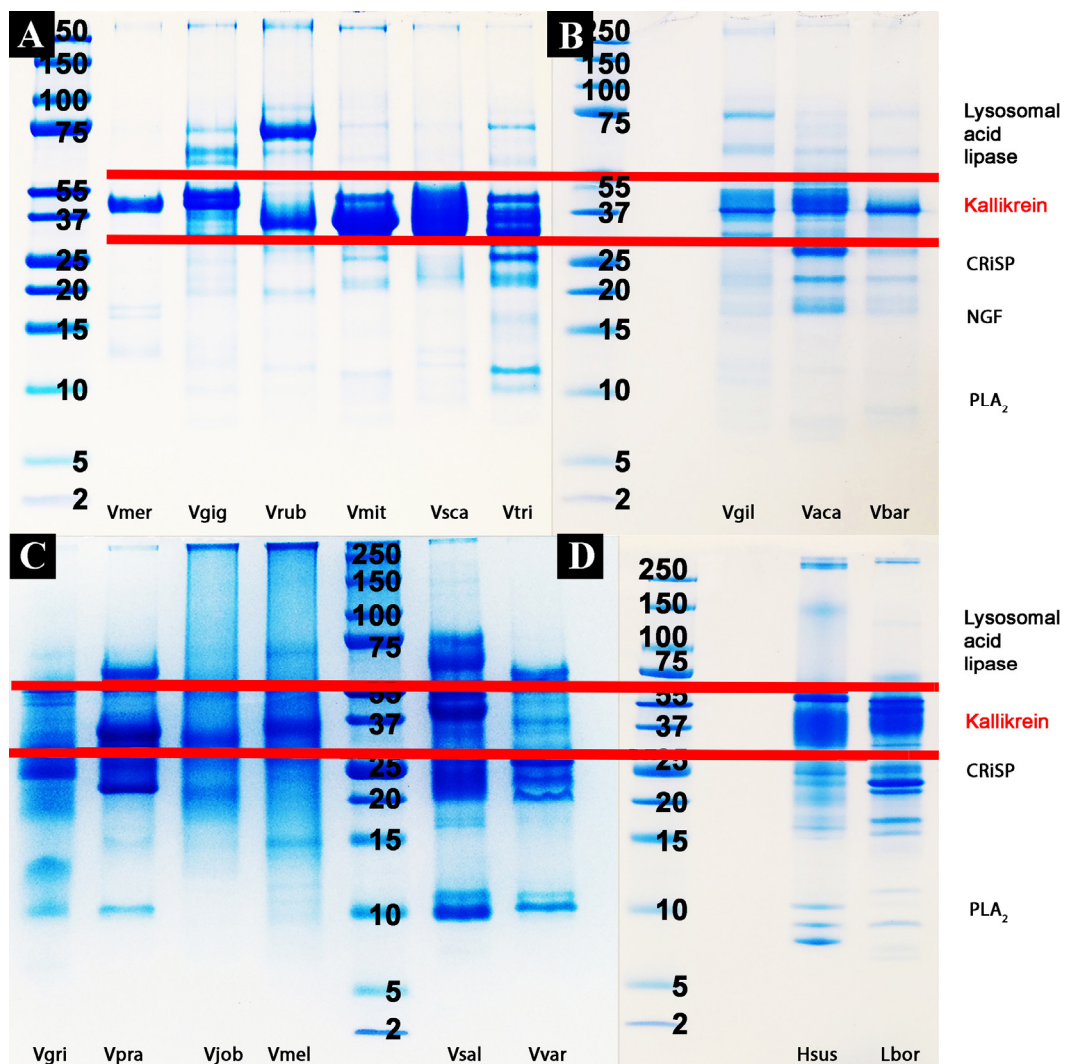 A
50
150
100
75
55
37
25
20
15
10
5
2
Vmer Vgig Vrub Vmit Vsca Vtri
B
250
150
100
75
55
37
25
20
15
10
5
2
Vgil Vaca Vbar
Lysosomal
acid
lipase
Kallikrein
CRiSP
NGF
PLA₂
C
250
150
100
75
55
37
25
20
15
10
5
2
Vgri Vpra Vjob Vmel Vsal Vvar
D
250
150
100
75
55
37
25
20
15
10
5
2
Hsus Lbor
Lysosomal
acid
lipase
Kallikrein
CRiSP
PLA₂